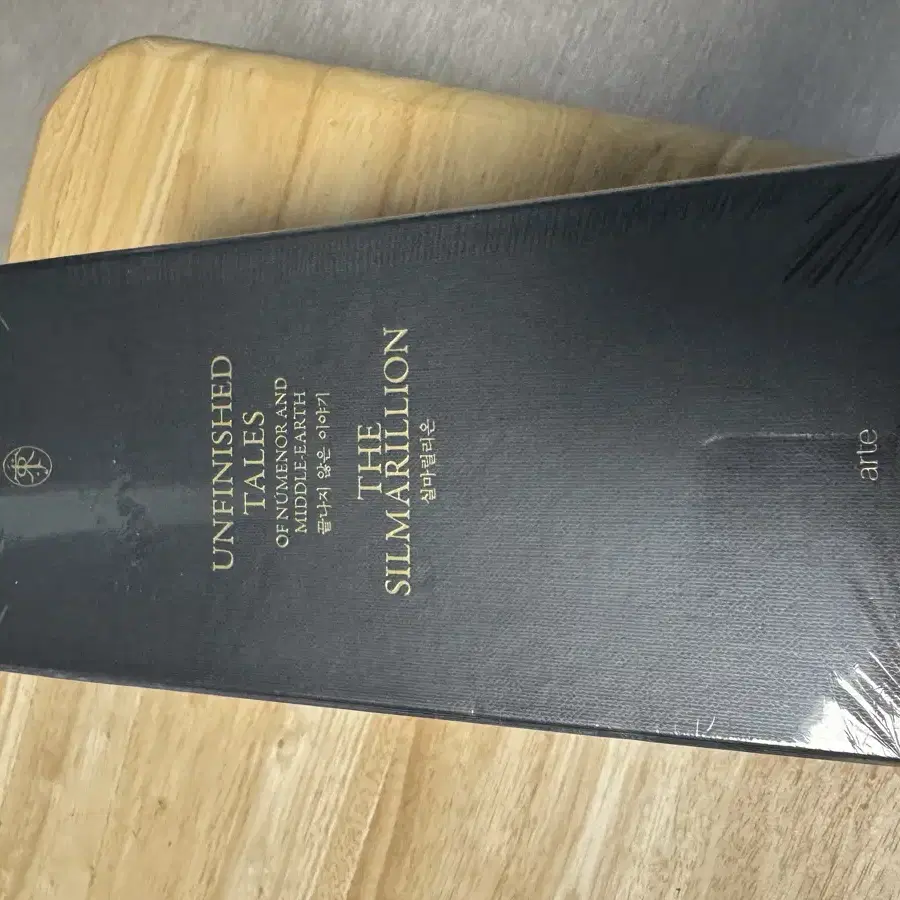 UNFINISHED
TALES
OF NÚMENOR AND
MIDDLE-EARTH
끝나지 않은 이야기
THE
SILMARILLION
실마릴리온
arte